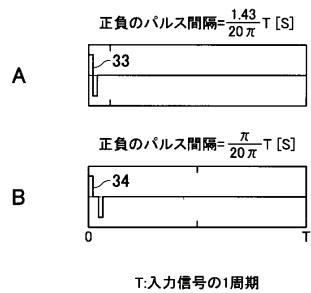 正負のパルス間隔=1.43/20π T [S]
A
33
正負のパルス間隔=π/20π T [S]
B
34
0
T
T:入力信号の1周期